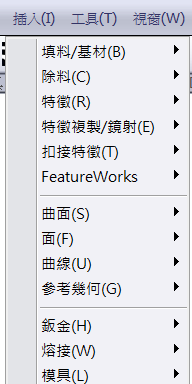 插入(I) 工具(T) 視窗(W)
填料/基材(B)
除料(C)
特徵(R)
特徵複製/鏡射(E)
扣接特徵(T)
FeatureWorks
曲面(S)
面(F)
曲線(U)
參考幾何(G)
鈑金(H)
熔接(W)
模具(L)